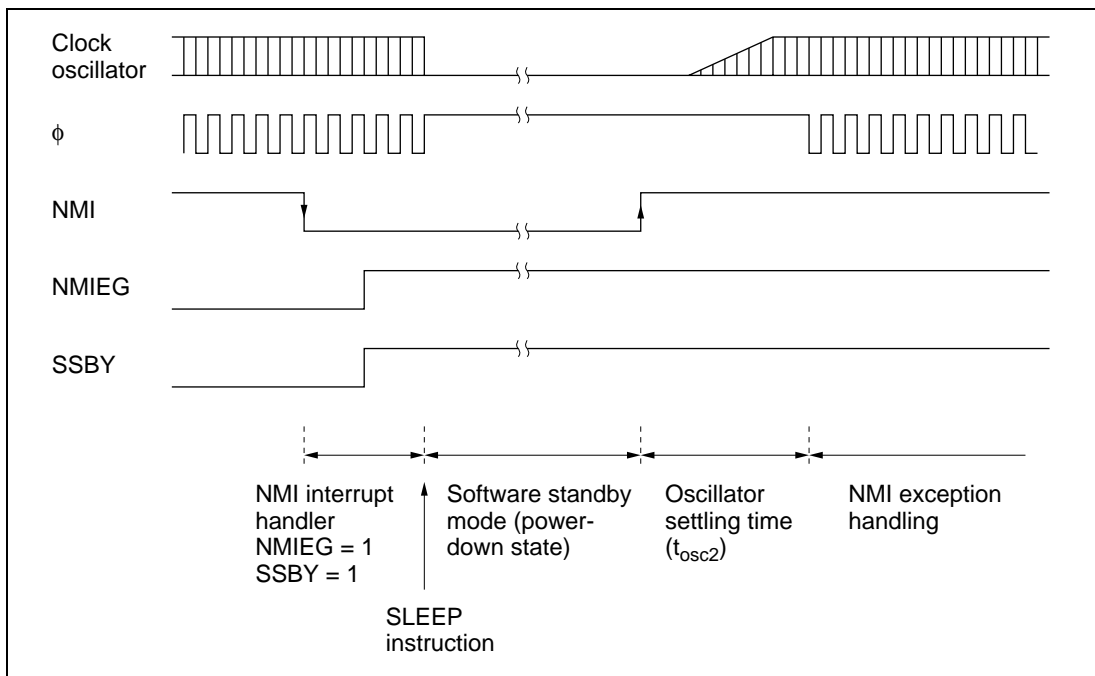 Clock
oscillator
ϕ
NMI
NMIEG
SSBY
NMI interrupt
handler
NMIEG = 1
SSBY = 1
Software standby
mode (power-
down state)
Oscillator
settling time
(tosc2)
NMI exception
handling
SLEEP
instruction